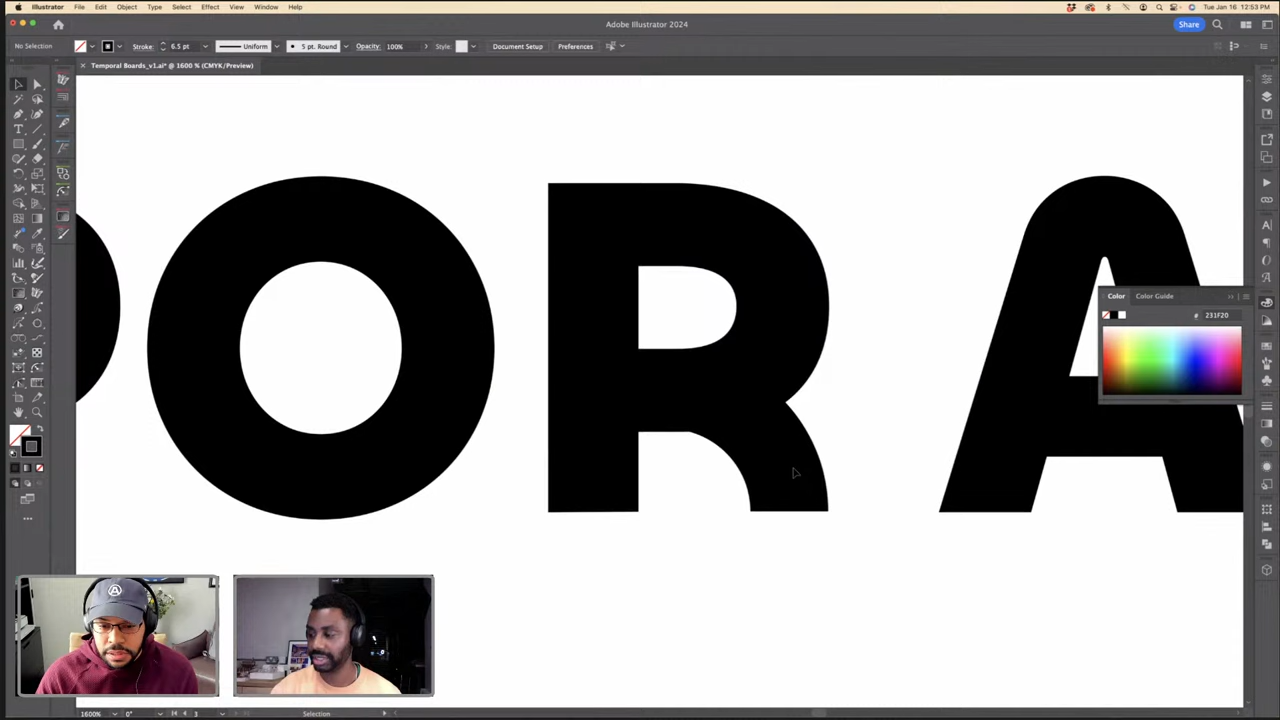 Illustrator File Edit Object Type Select Effect View Window Help
Tue Jan 16 12:53 PM
Adobe Illustrator 2024
Share
No Selection
Stroke: 6.5 pt
Uniform
5 pt. Round
Opacity: 100%
Style:
Document Setup
Preferences
× Temporal Boards_v1.ai* @ 1600 % (CMYK/Preview)
ORA
Color Color Guide
# 231F20
1600% 0° 3 Selection